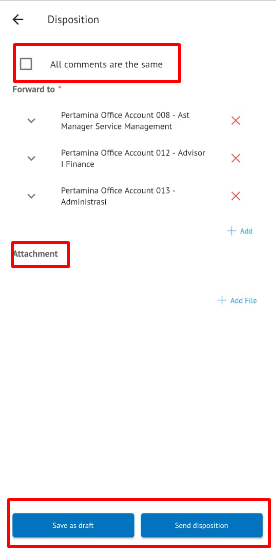 Disposition
All comments are the same
Forward to *
Pertamina Office Account 008 - Ast
Manager Service Management
Pertamina Office Account 012 - Advisor
I Finance
Pertamina Office Account 013 -
Administrasi
+ Add
Attachment
+ Add File
Save as draft
Send disposition